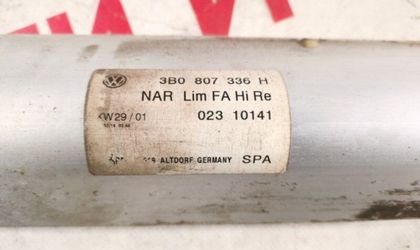 3B0 807 336 H
NAR Lim FA Hi Re
KW29/01 023 10141
ALTDORF GERMANY SPA